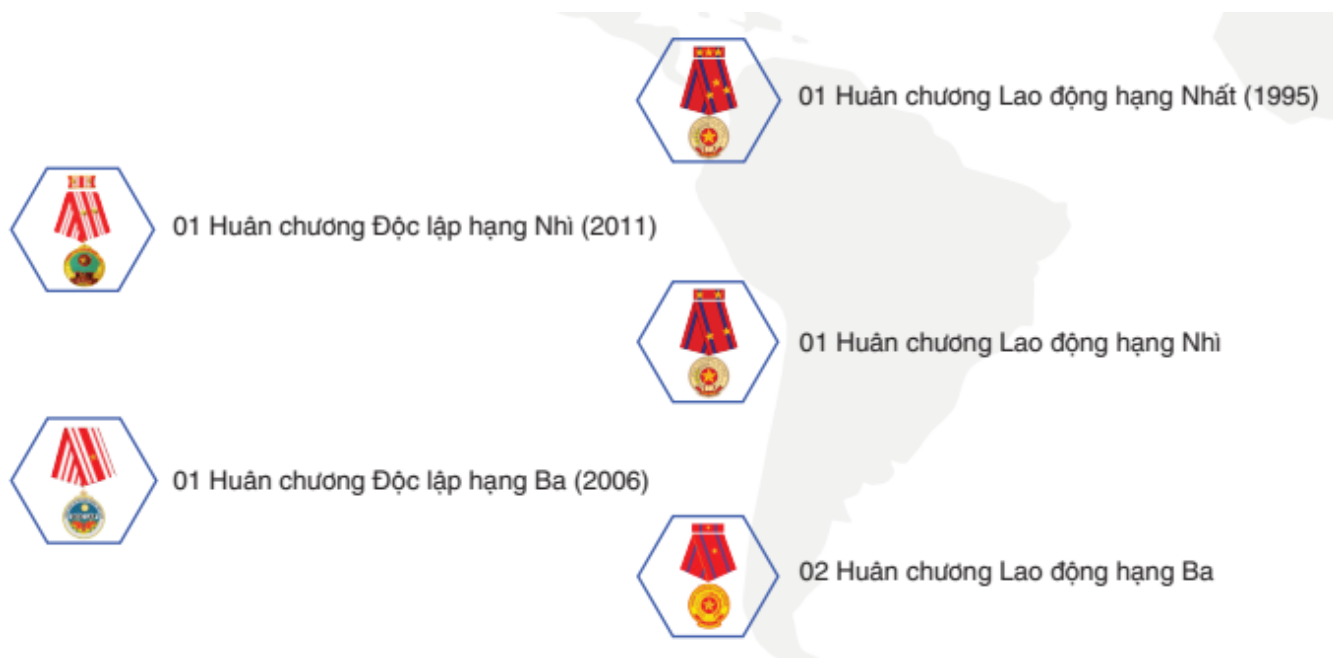 01 Huân chương Lao động hạng Nhất (1995)
01 Huân chương Độc lập hạng Nhì (2011)
01 Huân chương Lao động hạng Nhì
01 Huân chương Độc lập hạng Ba (2006)
02 Huân chương Lao động hạng Ba